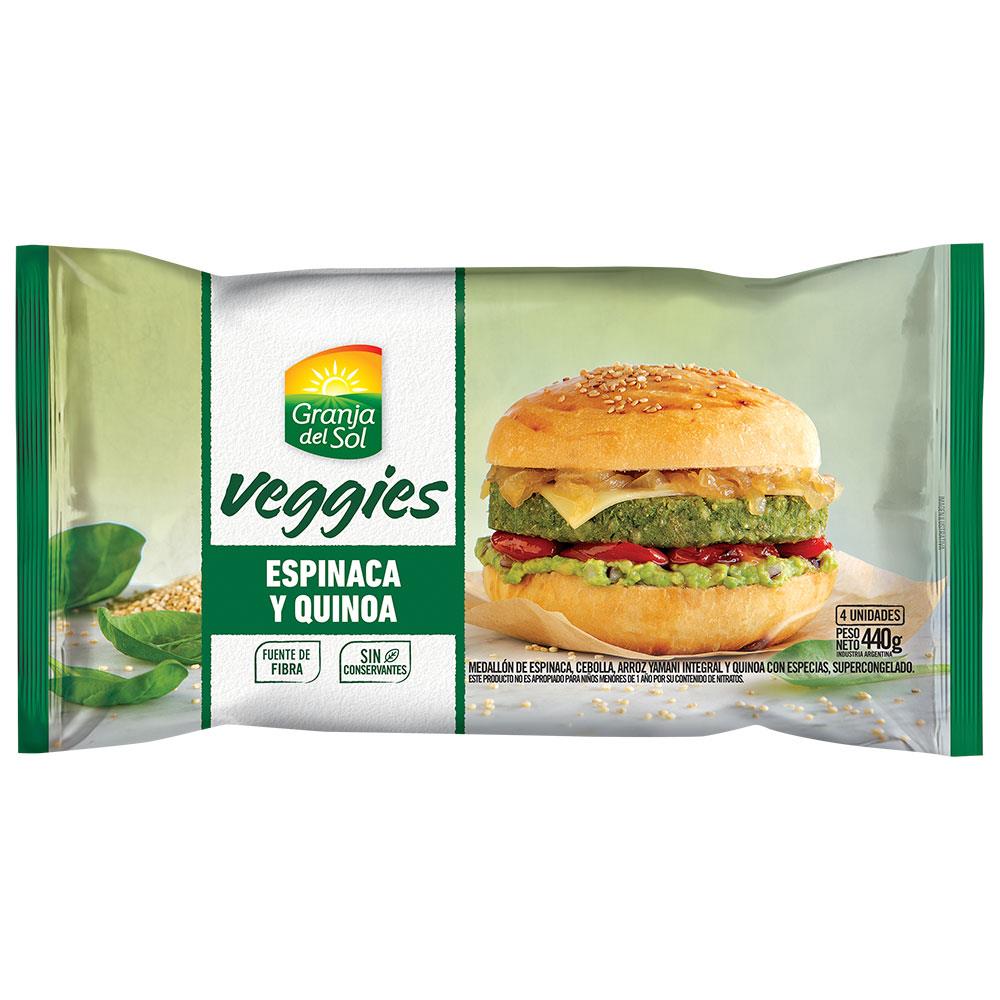 Granja
del Sol
Veggies
ESPINACA
Y QUINOA
FUENTE DE
FIBRA
SIN
CONSERVANTES
4 UNIDADES
PESO
NETO 440g
INDUSTRIA ARGENTINA
MEDALLÓN DE ESPINACA, CEBOLLA, ARROZ YAMANÍ INTEGRAL Y QUINOA CON ESPECIAS, SUPERCONGELADO.
ESTE PRODUCTO NO ES APROPIADO PARA NIÑOS MENORES DE 1 AÑO POR SU CONTENIDO DE NITRATOS.
IMAGEN ILUSTRATIVA